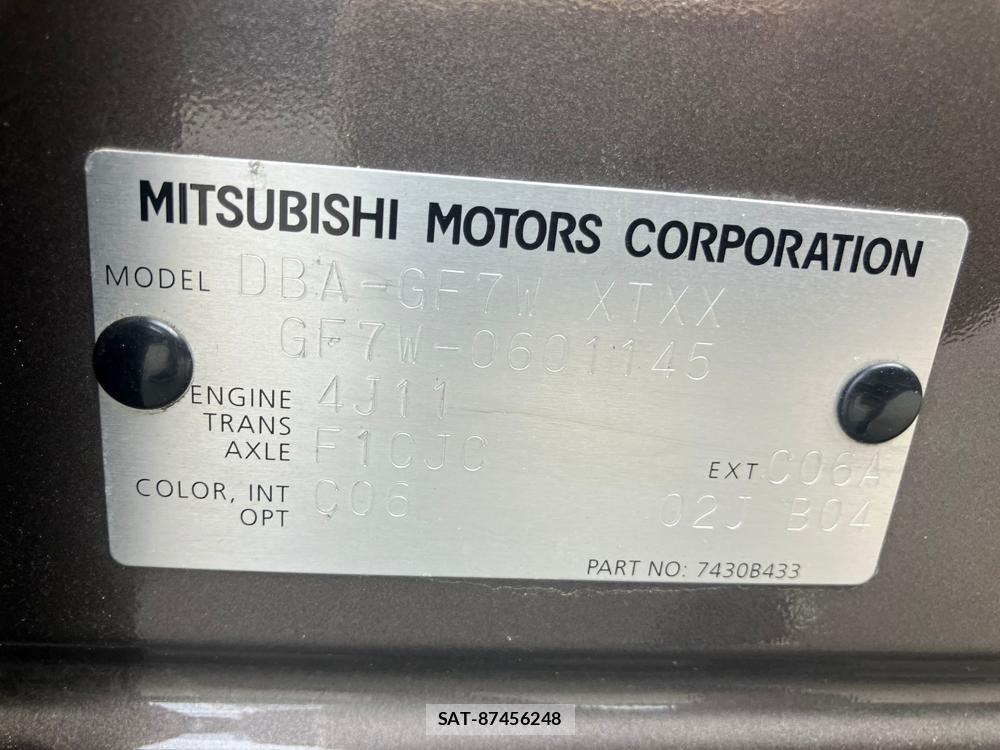 MITSUBISHI MOTORS CORPORATION
MODEL DBA-GF7W XTXX
GF7W-0601145
ENGINE 4J11
TRANS
AXLE F1CJC
EXT C06A
COLOR, INT C06
OPT 02J B04
PART NO: 7430B433
SAT-87456248